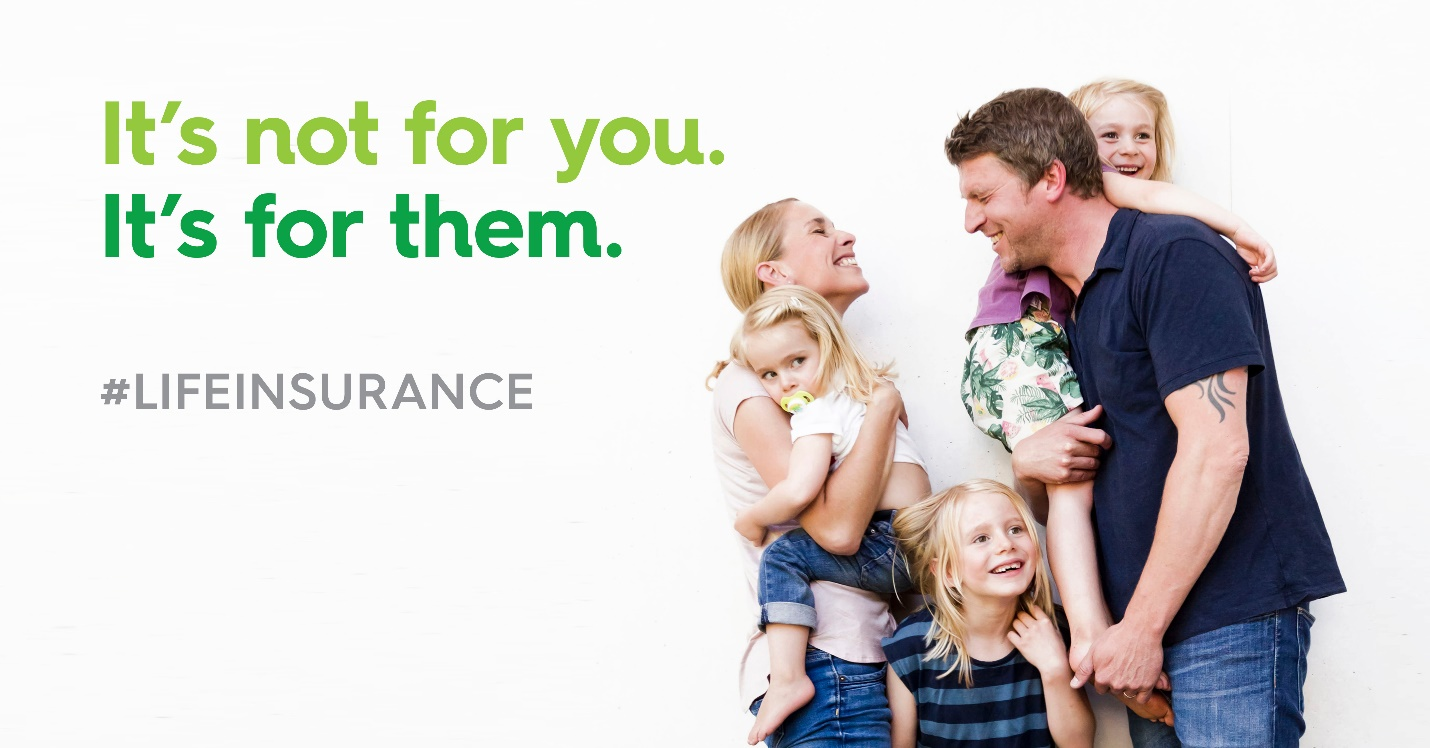 It’s not for you.
It’s for them.
#LIFEINSURANCE